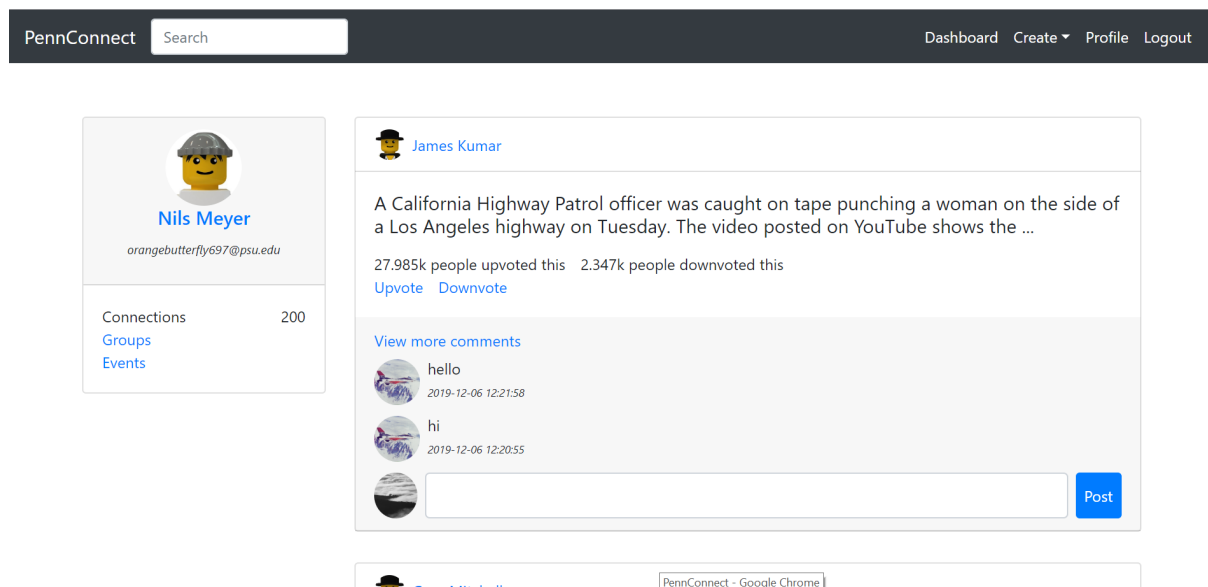 PennConnect Search Dashboard Create Profile Logout
Nils Meyer
orangebutterfly697@psu.edu
Connections 200
Groups
Events
James Kumar
A California Highway Patrol officer was caught on tape punching a woman on the side of
a Los Angeles highway on Tuesday. The video posted on YouTube shows the ...
27.985k people upvoted this 2.347k people downvoted this
Upvote Downvote
View more comments
hello
2019-12-06 12:21:58
hi
2019-12-06 12:20:55
Post
PennConnect - Google Chrome